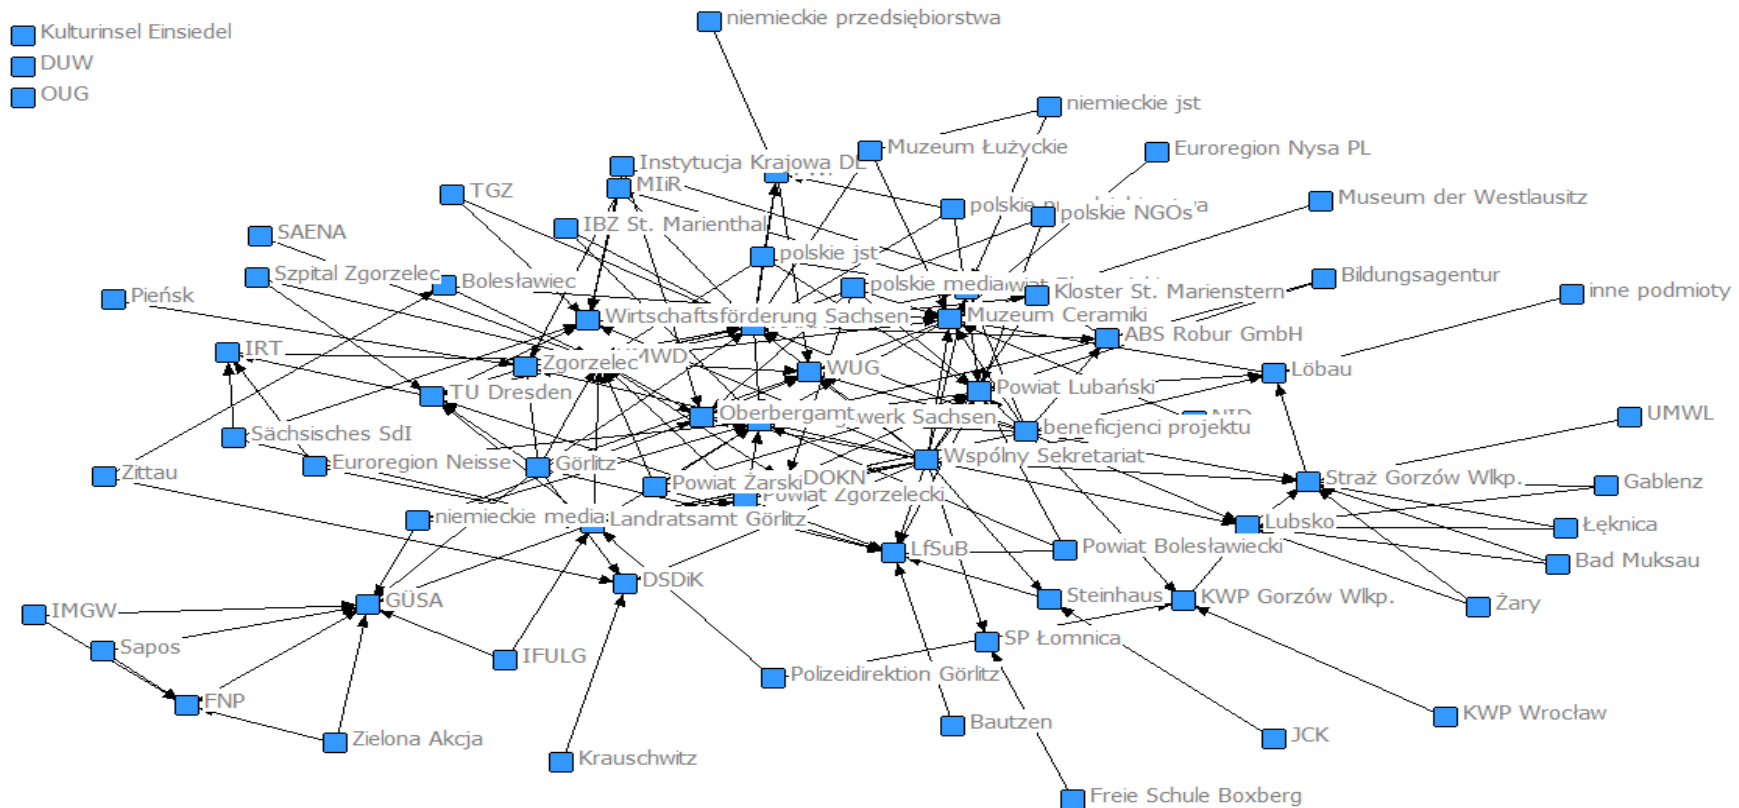 niemieckie przedsiębiorstwa
Kulturinsel Einsiedel
DUW
OUG
niemieckie jst
Muzeum Łużyckie
Euroregion Nysa PL
Instytucja Krajowa DE
MIiR
TGZ
polskie
polskie NGOs
Museum der Westlausitz
IBZ St. Marienthal
SAENA
polskie jst
Szpital Zgorzelec
Bolesławiec
Bildungsagentur
polskie media
Kloster St. Marienstern
inne podmioty
Pieńsk
Wirtschaftsförderung Sachsen
Muzeum Ceramiki
ABS Robur GmbH
IRT
Zgorzelec
MWD
WUG
Löbau
TU Dresden
Powiat Lubański
Oberbergamt
werk Sachsen
NID
UMWL
beneficjenci projektu
Sächsisches SdI
Wspólny Sekretariat
Euroregion Neisse
Görlitz
Zittau
Powiat Żarski
DOKN
Straż Gorzów Wlkp.
Gablenz
Powiat Zgorzelecki
niemieckie media
Landratsamt Görlitz
Lubsko
Łęknica
LfSuB
Powiat Bolesławiecki
Bad Muksau
DSDiK
GÜSA
Steinhaus
KWP Gorzów Wlkp.
Żary
IMGW
Sapos
SP Łomnica
IFULG
Polizeidirektion Görlitz
FNP
Bautzen
KWP Wrocław
Zielona Akcja
JCK
Krauschwitz
Freie Schule Boxberg